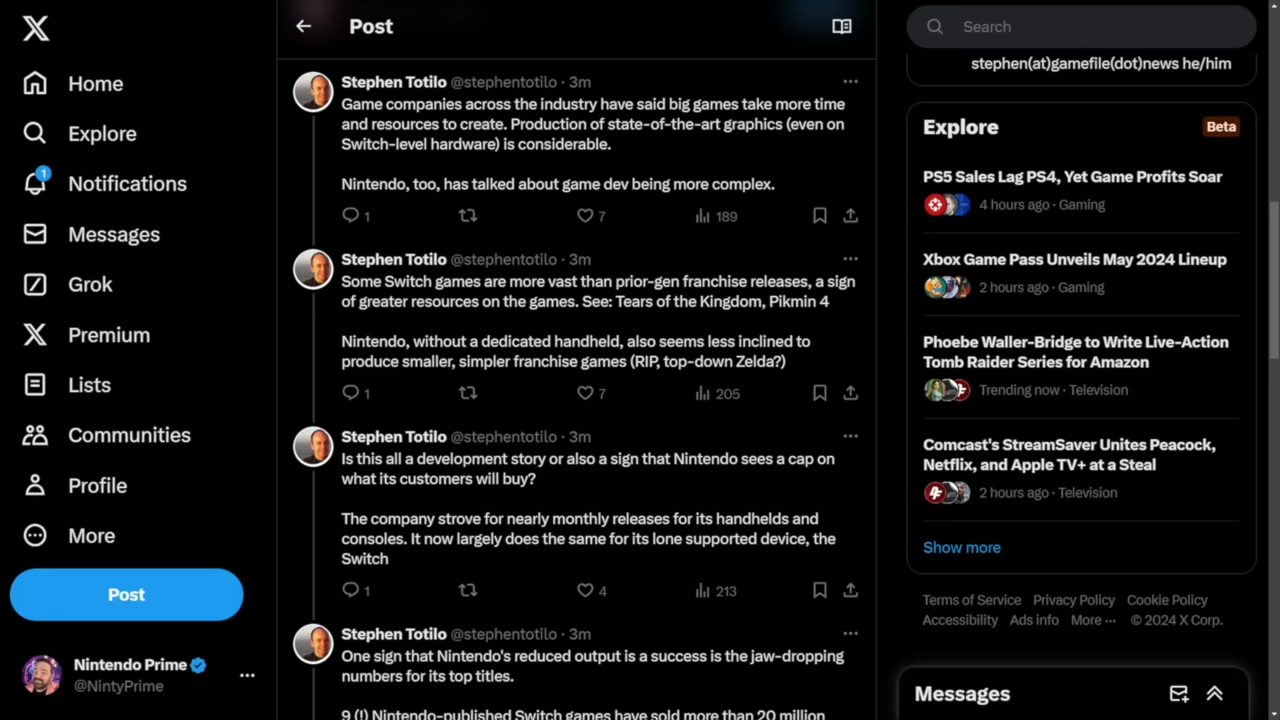 Home
Explore
1
Notifications
Messages
Grok
Premium
Lists
Communities
Profile
More
Post
Nintendo Prime
@NintyPrime
Post
Stephen Totilo @stephentotilo · 3m
Game companies across the industry have said big games take more time
and resources to create. Production of state-of-the-art graphics (even on
Switch-level hardware) is considerable.
Nintendo, too, has talked about game dev being more complex.
1 7 189
Stephen Totilo @stephentotilo · 3m
Some Switch games are more vast than prior-gen franchise releases, a sign
of greater resources on the games. See: Tears of the Kingdom, Pikmin 4
Nintendo, without a dedicated handheld, also seems less inclined to
produce smaller, simpler franchise games (RIP, top-down Zelda?)
1 7 205
Stephen Totilo @stephentotilo · 3m
Is this all a development story or also a sign that Nintendo sees a cap on
what its customers will buy?
The company strove for nearly monthly releases for its handhelds and
consoles. It now largely does the same for its lone supported device, the
Switch
1 4 213
Stephen Totilo @stephentotilo · 3m
One sign that Nintendo's reduced output is a success is the jaw-dropping
numbers for its top titles.
9 (!) Nintendo-published Switch games have sold more than 20 million
Search
stephen(at)gamefile(dot)news he/him
Explore
Beta
PS5 Sales Lag PS4, Yet Game Profits Soar
4 hours ago · Gaming
Xbox Game Pass Unveils May 2024 Lineup
2 hours ago · Gaming
Phoebe Waller-Bridge to Write Live-Action
Tomb Raider Series for Amazon
Trending now · Television
Comcast's StreamSaver Unites Peacock,
Netflix, and Apple TV+ at a Steal
2 hours ago · Television
Show more
Terms of Service Privacy Policy Cookie Policy
Accessibility Ads info More ··· © 2024 X Corp.
Messages